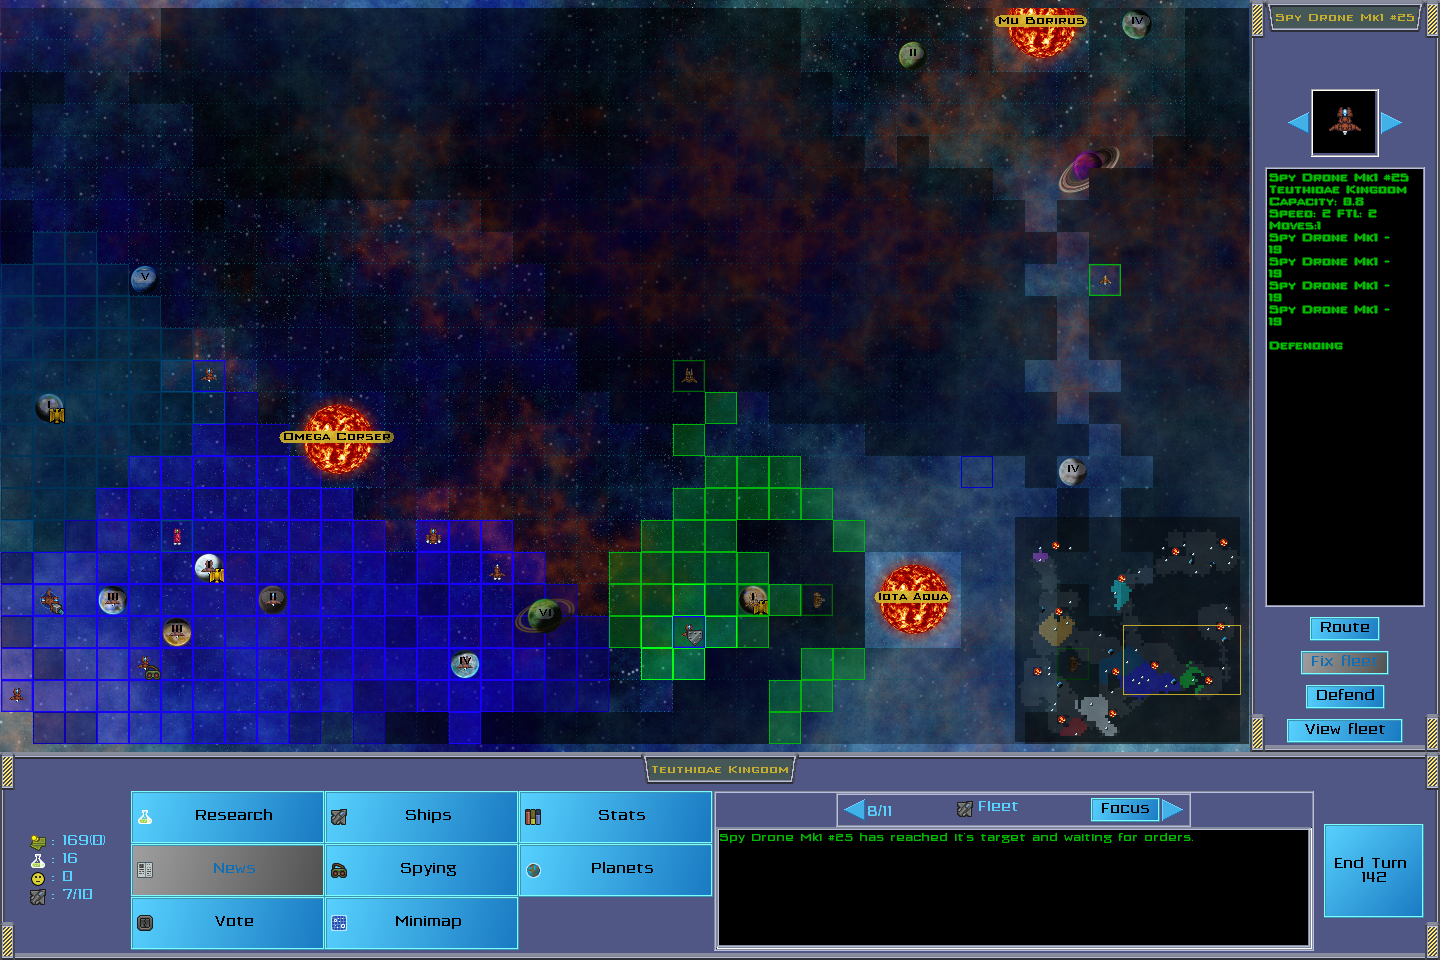 Mu Borirus
IV
II
Spy Drone Mk1 #25
Spy Drone Mk1 #25
Teuthidae Kingdom
Capacity: 8.8
Speed: 2 FTL: 2
Moves:1
Spy Drone Mk1 -
19
Spy Drone Mk1 -
19
Spy Drone Mk1 -
19
Spy Drone Mk1 -
19
Defending
V
I
Omega Corser
IV
III
II
I
Iota Aqua
VI
III
IV
Route
Fix fleet
Defend
View fleet
Teuthidae Kingdom
: 169(0)
: 16
: 0
: 7/10
Research
Ships
Stats
News
Spying
Planets
Vote
Minimap
8/11
Fleet
Focus
Spy Drone Mk1 #25 has reached it's target and waiting for orders.
End Turn
142